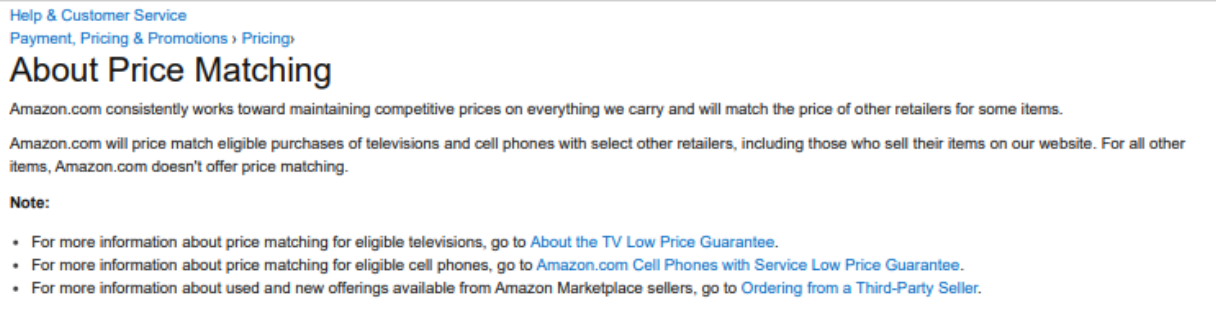 Help & Customer Service
Payment, Pricing & Promotions › Pricing›
About Price Matching
Amazon.com consistently works toward maintaining competitive prices on everything we carry and will match the price of other retailers for some items.
Amazon.com will price match eligible purchases of televisions and cell phones with select other retailers, including those who sell their items on our website. For all other
items, Amazon.com doesn't offer price matching.
Note:
• For more information about price matching for eligible televisions, go to About the TV Low Price Guarantee.
• For more information about price matching for eligible cell phones, go to Amazon.com Cell Phones with Service Low Price Guarantee.
• For more information about used and new offerings available from Amazon Marketplace sellers, go to Ordering from a Third-Party Seller.